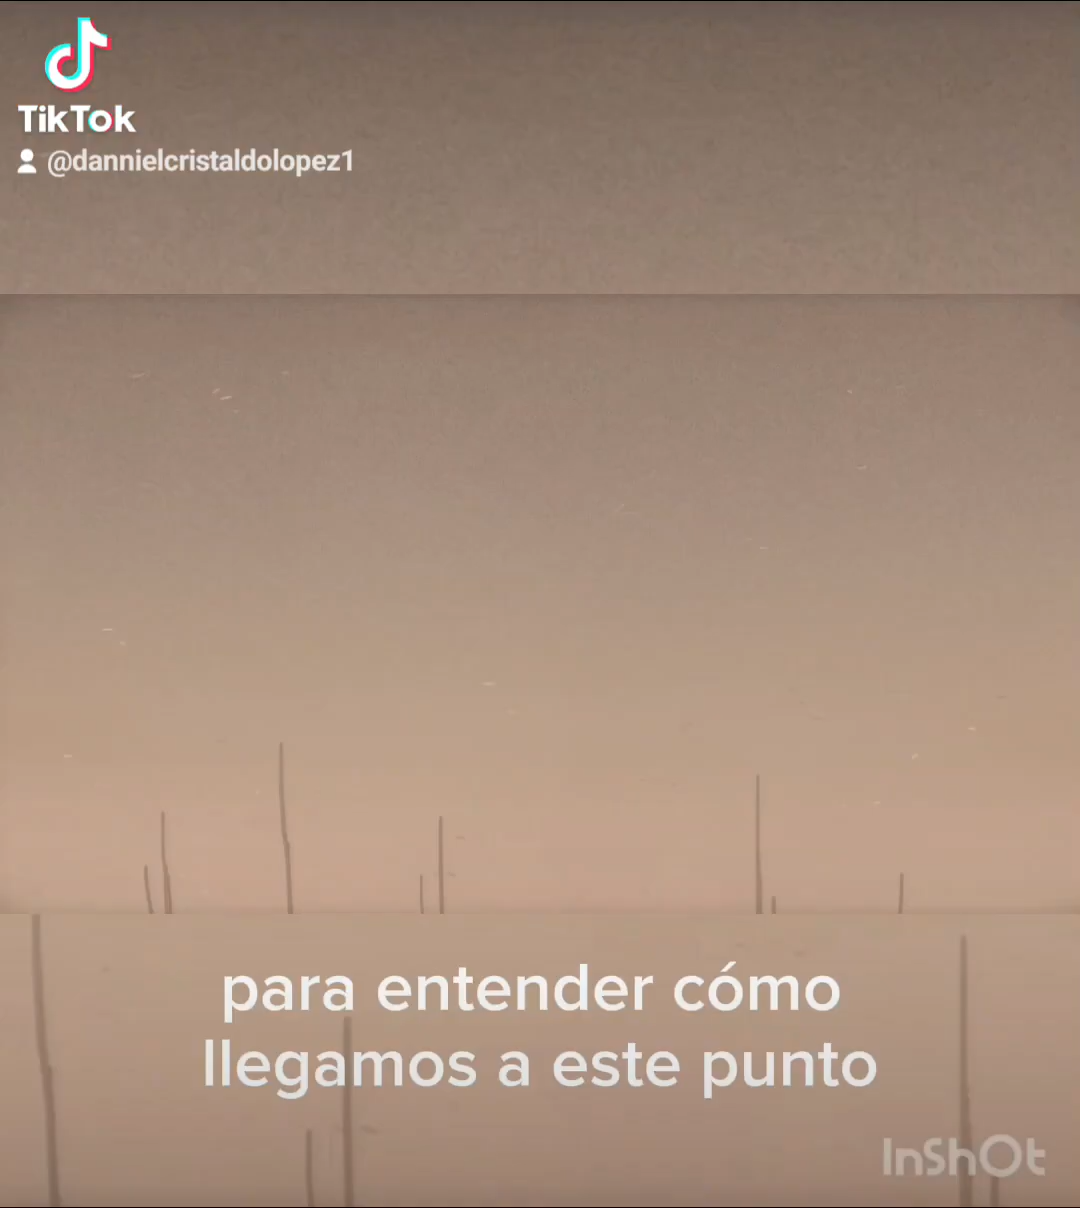 TikTok
@dannielcristaldolopez1
para entender cómo
llegamos a este punto
InShOt